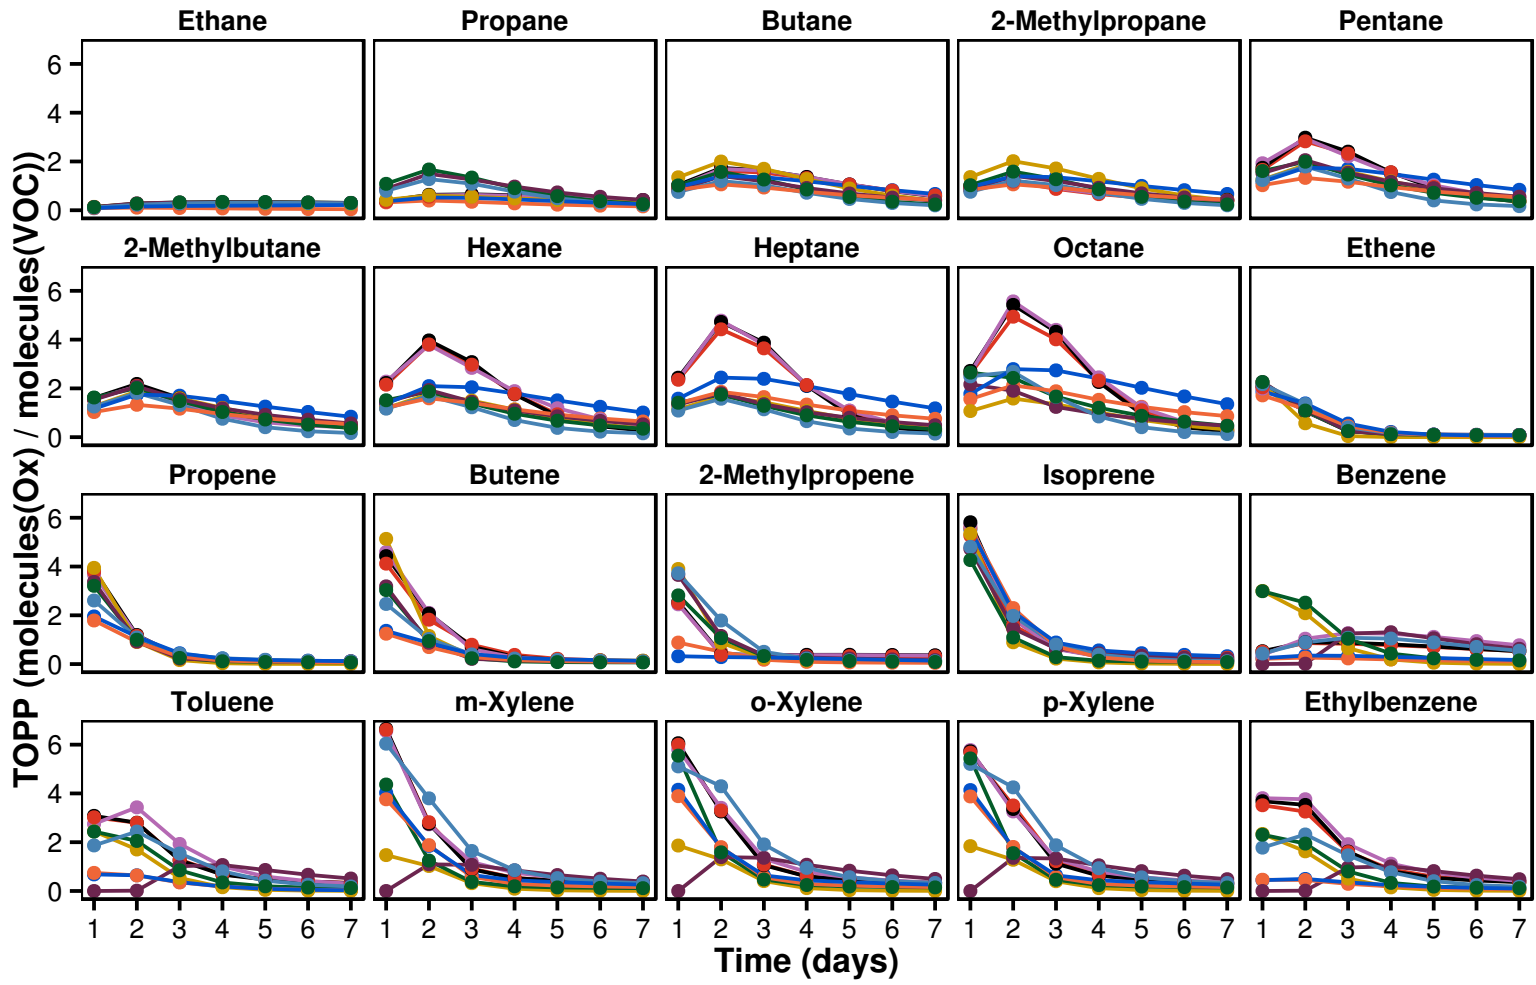 Ethane Propane Butane 2-Methylpropane Pentane
6
4
2
0
2-Methylbutane Hexane Heptane Octane Ethene
6
4
2
0
Propene Butene 2-Methylpropene Isoprene Benzene
6
4
2
0
Toluene m-Xylene o-Xylene p-Xylene Ethylbenzene
6
4
2
0
1 2 3 4 5 6 7 1 2 3 4 5 6 7 1 2 3 4 5 6 7 1 2 3 4 5 6 7 1 2 3 4 5 6 7
Time (days)
TOPP (molecules(Ox) / molecules(VOC))